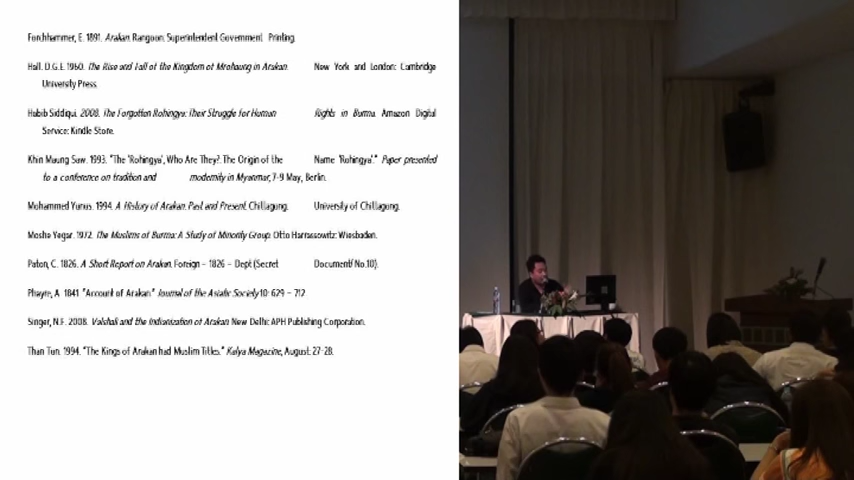 Forchhammer, E. 1891. Arakan. Rangoon. Superintendent Government Printing.
Hall. D.G.E. 1960. The Rise and Fall of the Kingdom of Mrohaung in Arakan. New York and London: Cambridge
University Press.
Habib Siddiqui. 2008. The Forgotten Rohingya: Their Struggle for Human Rights in Burma. Amazon Digital
Service: Kindle Store.
Khin Maung Saw. 1993. "The 'Rohingya', Who Are They?. The Origin of the Name 'Rohingya'." Paper presented
to a conference on tradition and modernity in Myanmar, 7-9 May, Berlin.
Mohammed Yunus. 1994. A History of Arakan. Past and Present. Chittagong. University of Chittagong.
Moshe Yegar. 1972. The Muslims of Burma: A Study of Minority Group. Otto Harrassowitz: Wiesbaden.
Paton, C. 1826. A Short Report on Arakan. Foreign – 1826 – Dept (Secret Document/ No.10).
Phayre, A. 1841. "Account of Arakan." Journal of the Asiatic Society 10: 629 – 712
Singer, N.F. 2008. Vaishali and the Indianization of Arakan. New Delhi: APH Publishing Corporation.
Than Tun. 1994. "The Kings of Arakan had Muslim Titles." Kalya Magazine, August: 27-28.